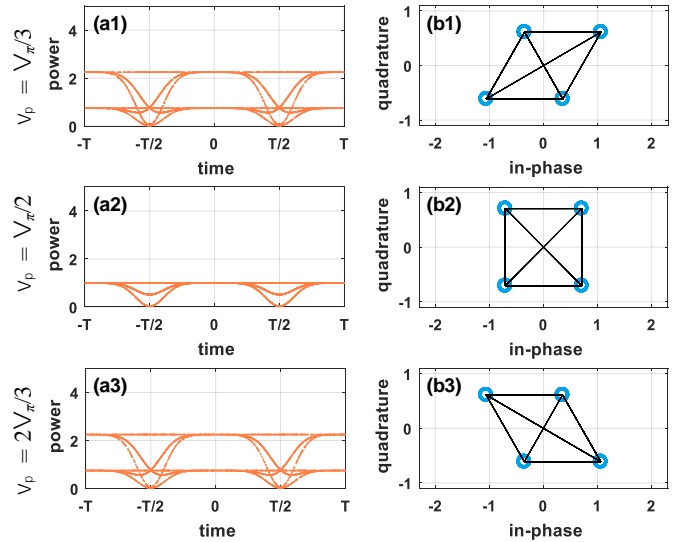 V_p = V_π/3
power
4
2
0
(a1)
-T
-T/2
0
T/2
T
time
quadrature
1
0
-1
(b1)
-2
-1
0
1
2
in-phase
V_p = V_π/2
power
4
2
0
(a2)
-T
-T/2
0
T/2
T
time
quadrature
1
0
-1
(b2)
-2
-1
0
1
2
in-phase
V_p = 2V_π/3
power
4
2
0
(a3)
-T
-T/2
0
T/2
T
time
quadrature
1
0
-1
(b3)
-2
-1
0
1
2
in-phase